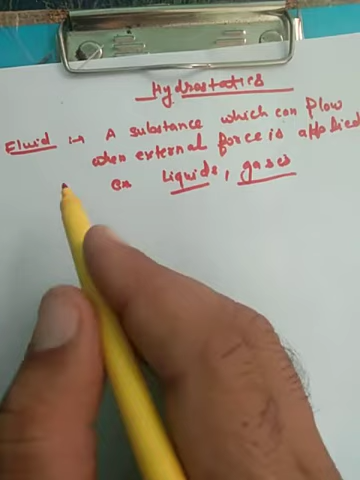 Hydrostatics
Fluid :→ A substance which can flow
when external force is applied
ex Liquids, gases